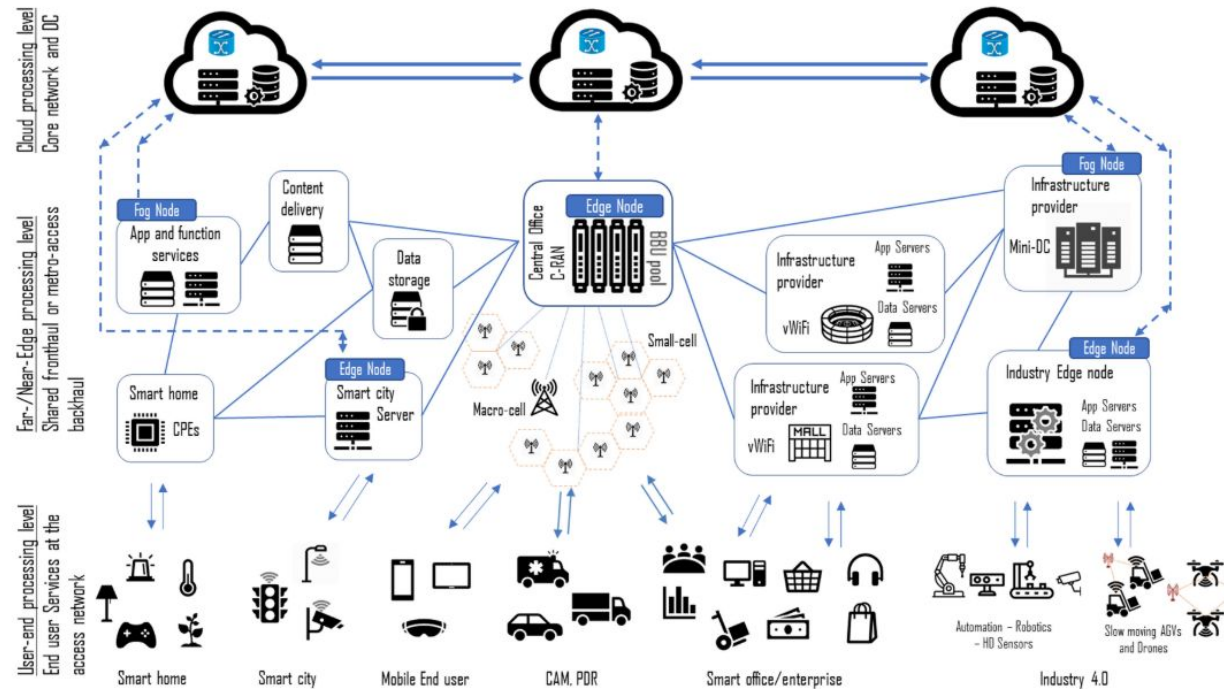 Cloud processing level
Core network and DC
Far-/Near-Edge processing level
Shared fronthaul or metro-access
backhaul
User-end processing level
End user Services at the
access network
Fog Node
App and function
services
Content
delivery
Data
storage
Smart home
CPEs
Edge Node
Smart city
Server
Central Office
C-RAN
Edge Node
BBU pool
Small-cell
Macro-cell
Infrastructure
provider
App Servers
Data Servers
vWiFi
Infrastructure
provider
App Servers
Data Servers
vWiFi
MALL
Fog Node
Infrastructure
provider
Mini-DC
Edge Node
Industry Edge node
App Servers
Data Servers
Automation – Robotics
– HD Sensors
Slow moving AGVs
and Drones
Smart home
Smart city
Mobile End user
CAM, PDR
Smart office/enterprise
Industry 4.0